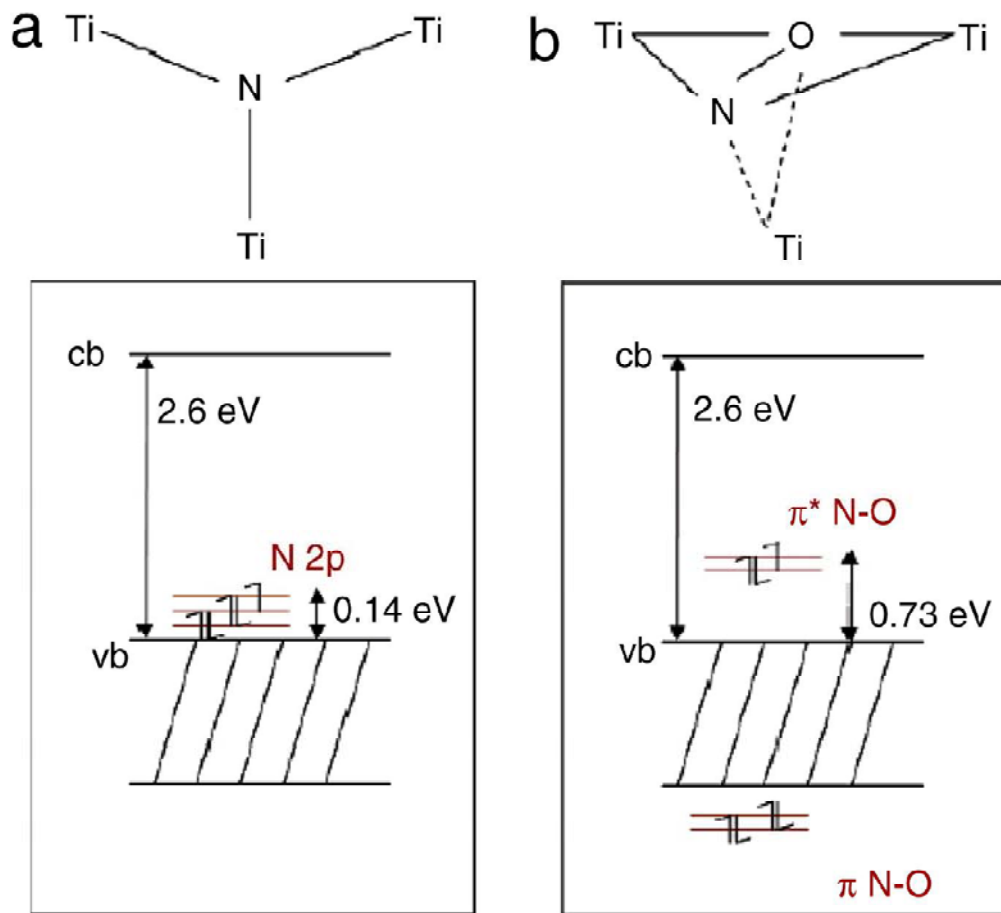 a
Ti
Ti
N
Ti
cb
2.6 eV
N 2p
0.14 eV
vb
b
Ti
O
Ti
N
Ti
cb
2.6 eV
π* N-O
0.73 eV
vb
π N-O